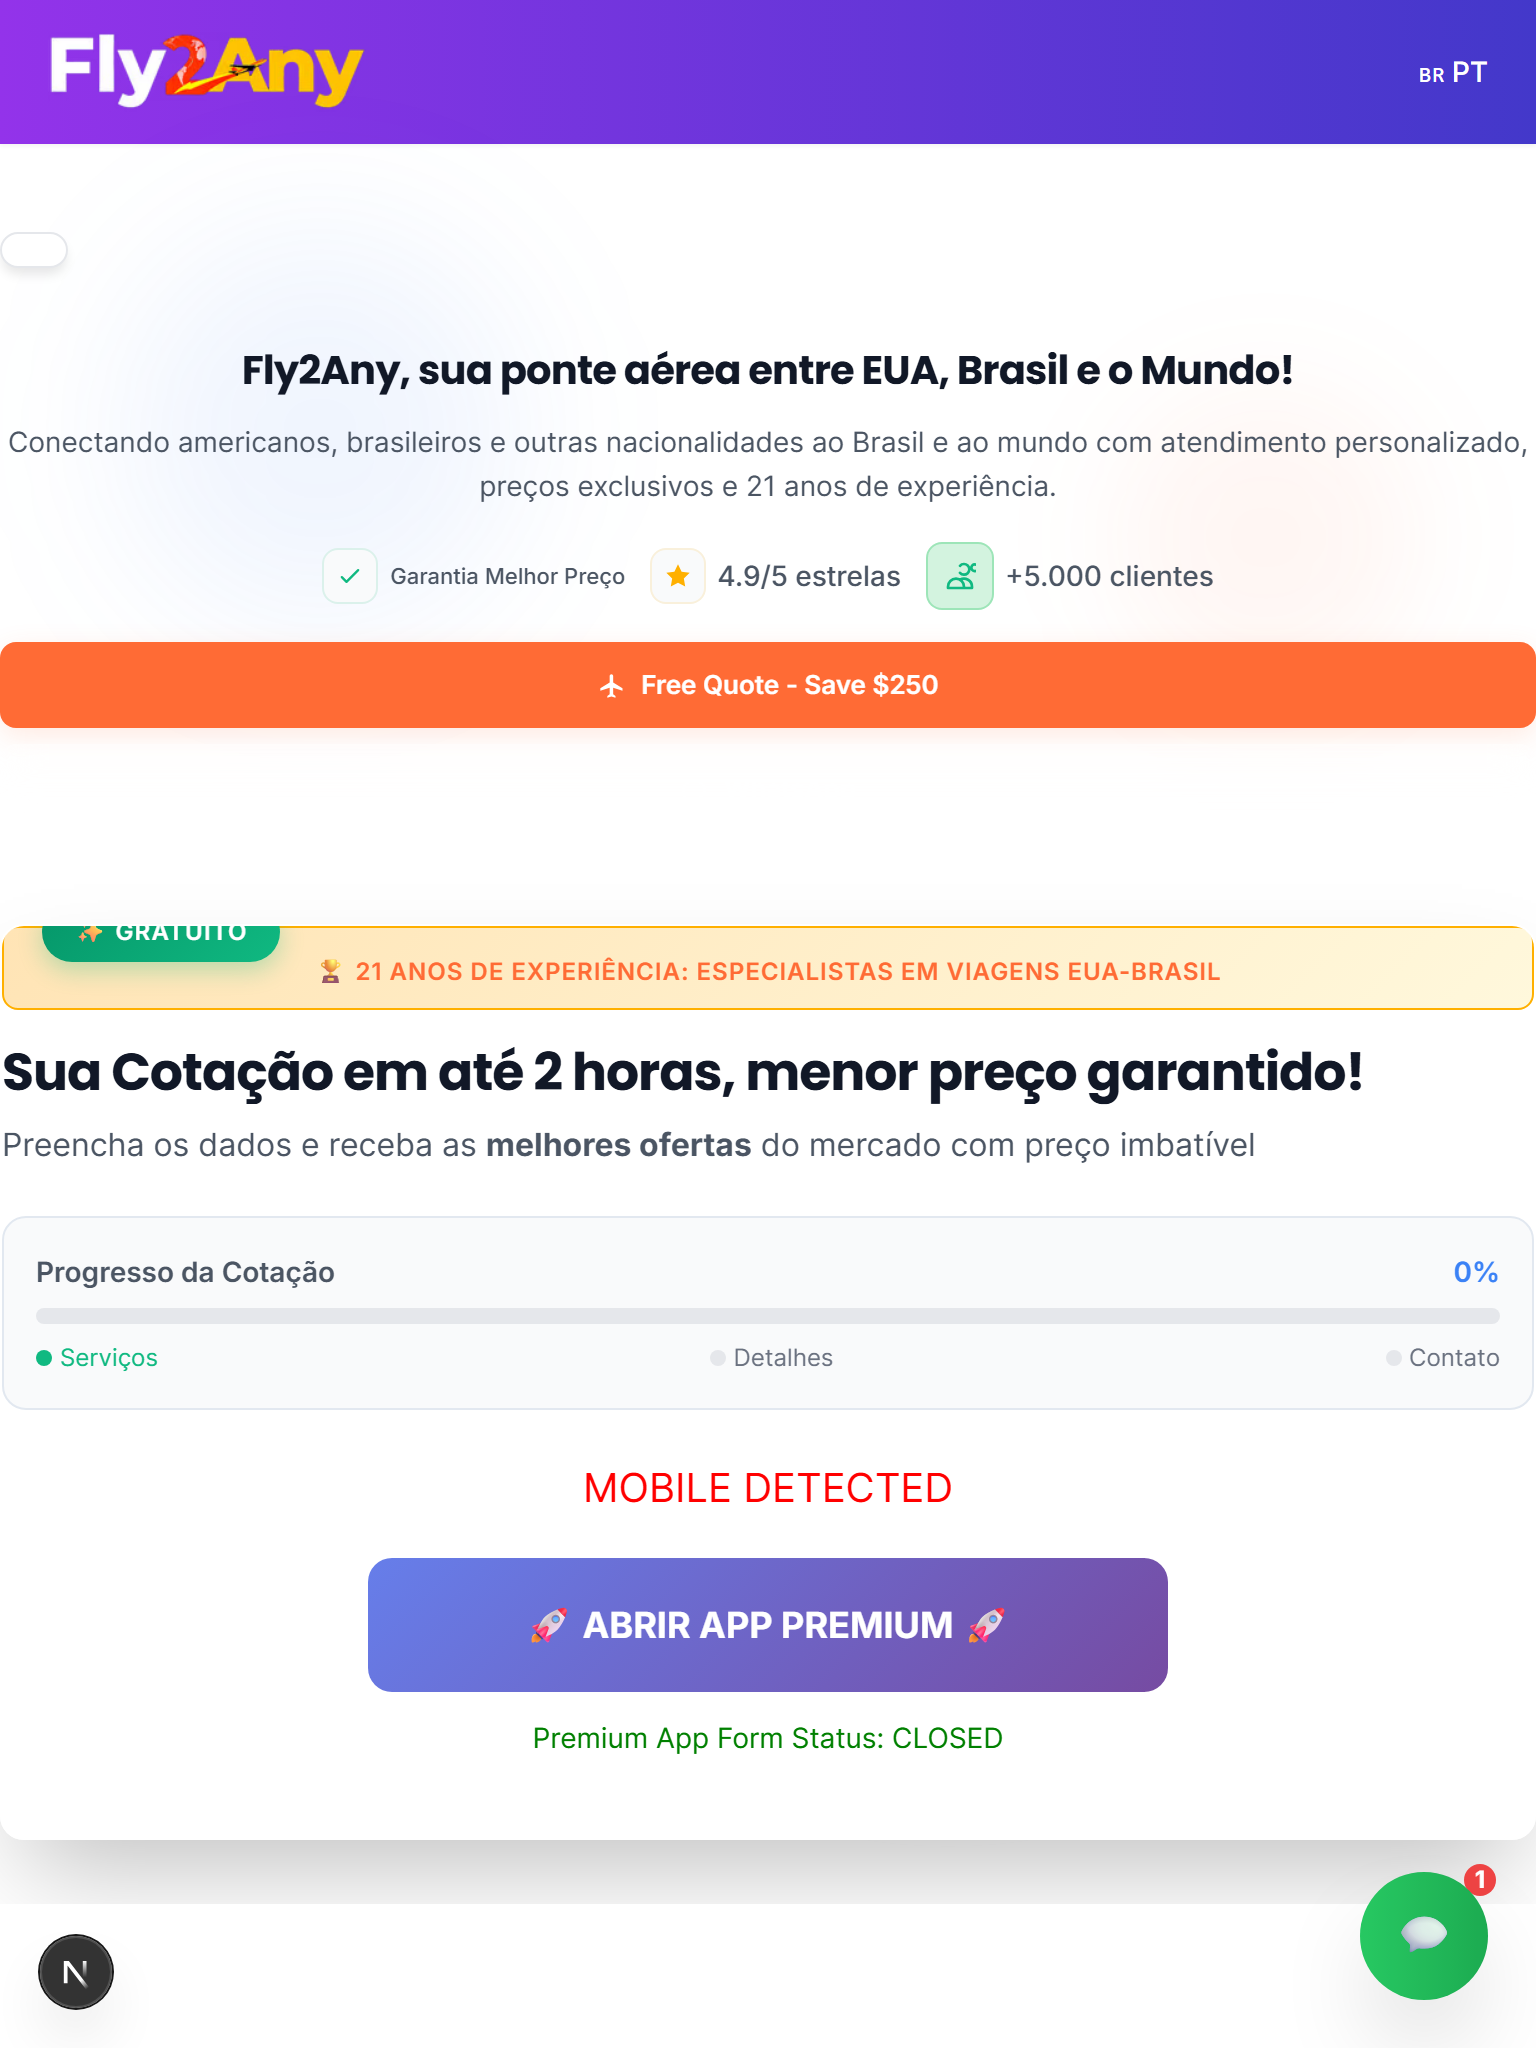 Fly2Any
BR PT
Fly2Any, sua ponte aérea entre EUA, Brasil e o Mundo!
Conectando americanos, brasileiros e outras nacionalidades ao Brasil e ao mundo com atendimento personalizado,
preços exclusivos e 21 anos de experiência.
Garantia Melhor Preço 4.9/5 estrelas +5.000 clientes
Free Quote - Save $250
✨ GRATUITO
🏆 21 ANOS DE EXPERIÊNCIA: ESPECIALISTAS EM VIAGENS EUA-BRASIL
Sua Cotação em até 2 horas, menor preço garantido!
Preencha os dados e receba as melhores ofertas do mercado com preço imbatível
Progresso da Cotação 0%
Serviços Detalhes Contato
MOBILE DETECTED
🚀 ABRIR APP PREMIUM 🚀
Premium App Form Status: CLOSED
1
N